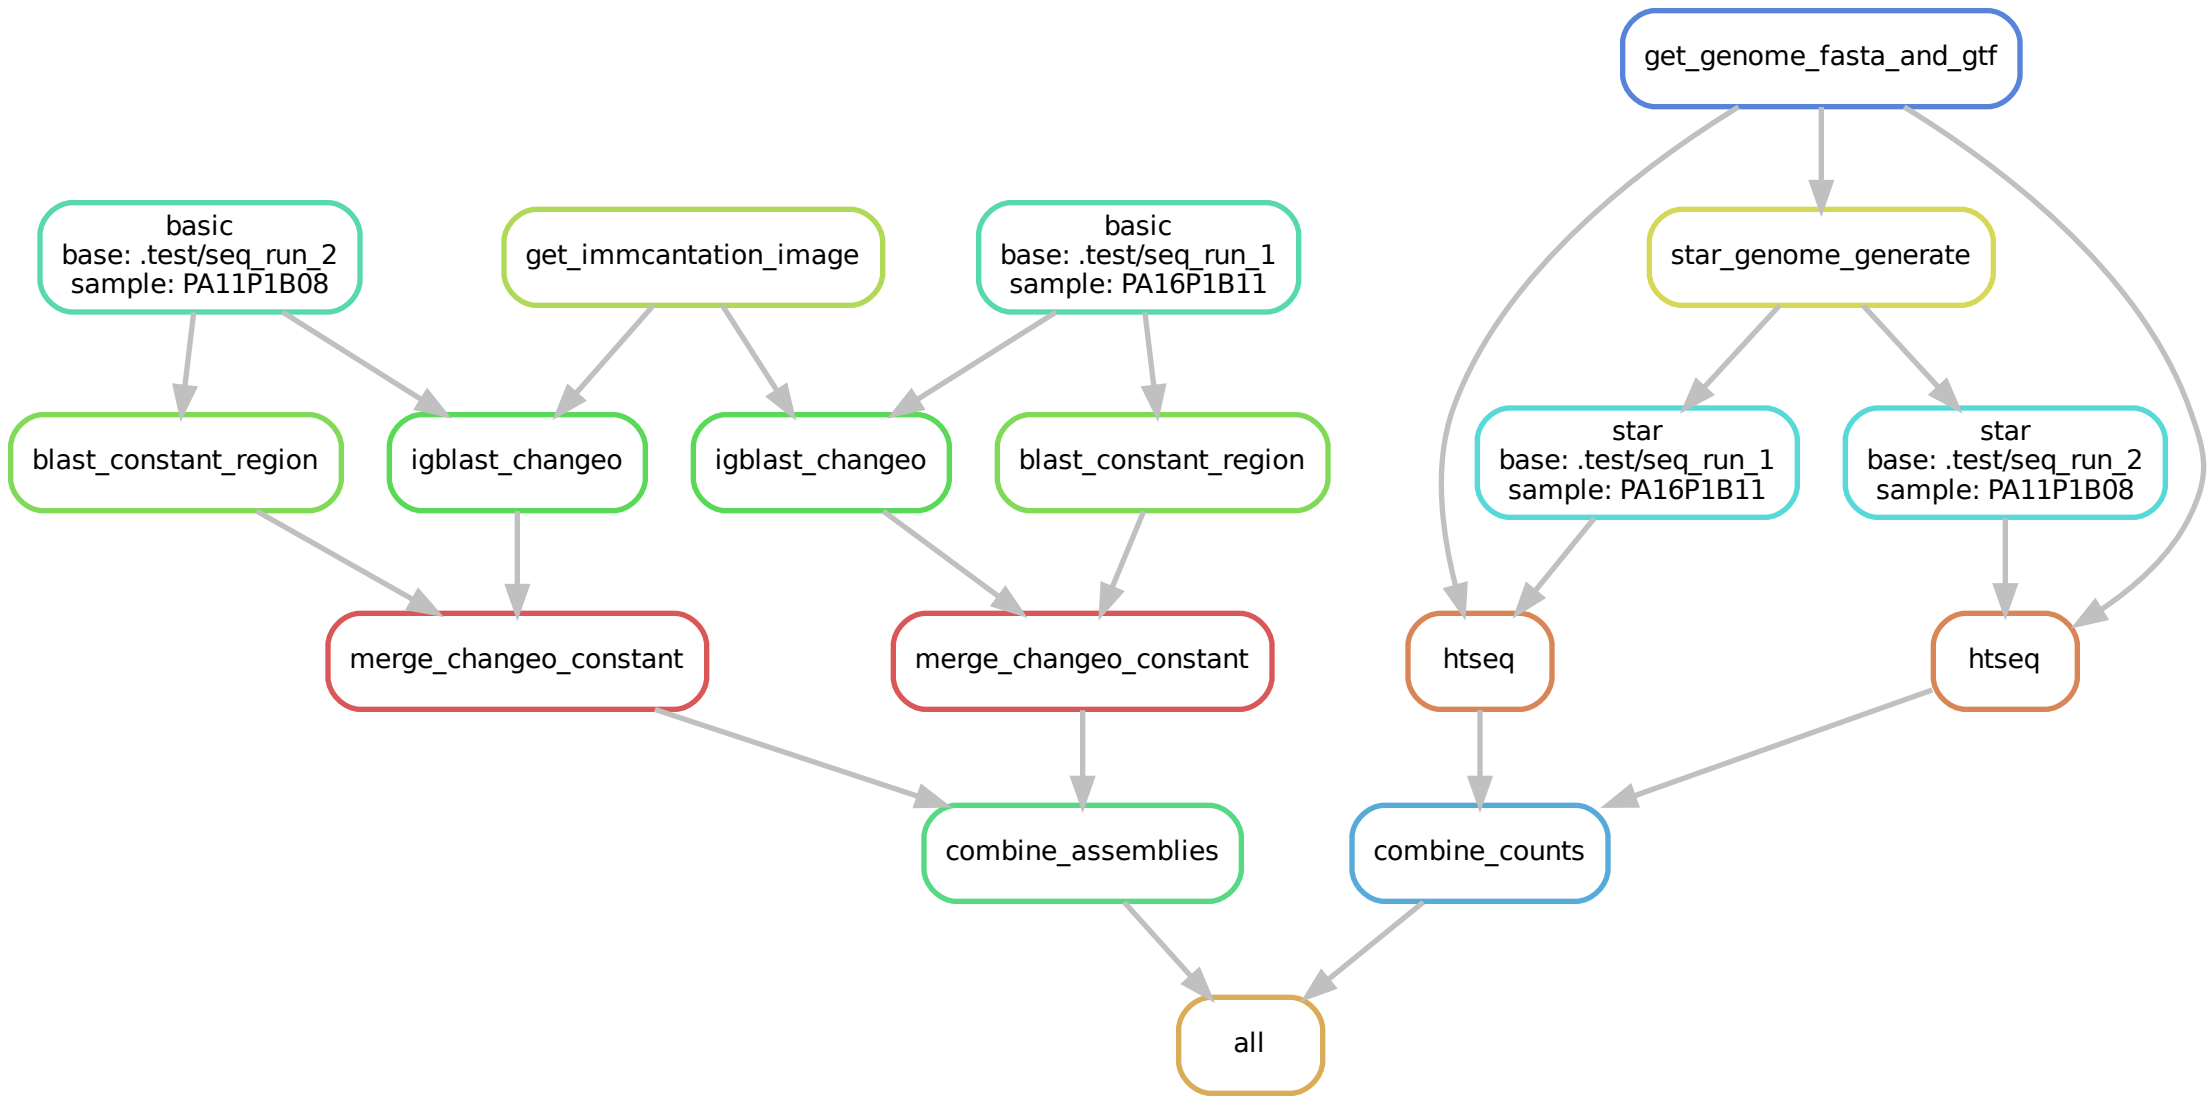 get_genome_fasta_and_gtf
basic
base: .test/seq_run_2
sample: PA11P1B08
get_immcantation_image
basic
base: .test/seq_run_1
sample: PA16P1B11
star_genome_generate
blast_constant_region
igblast_changeo
igblast_changeo
blast_constant_region
star
base: .test/seq_run_1
sample: PA16P1B11
star
base: .test/seq_run_2
sample: PA11P1B08
merge_changeo_constant
merge_changeo_constant
htseq
htseq
combine_assemblies
combine_counts
all